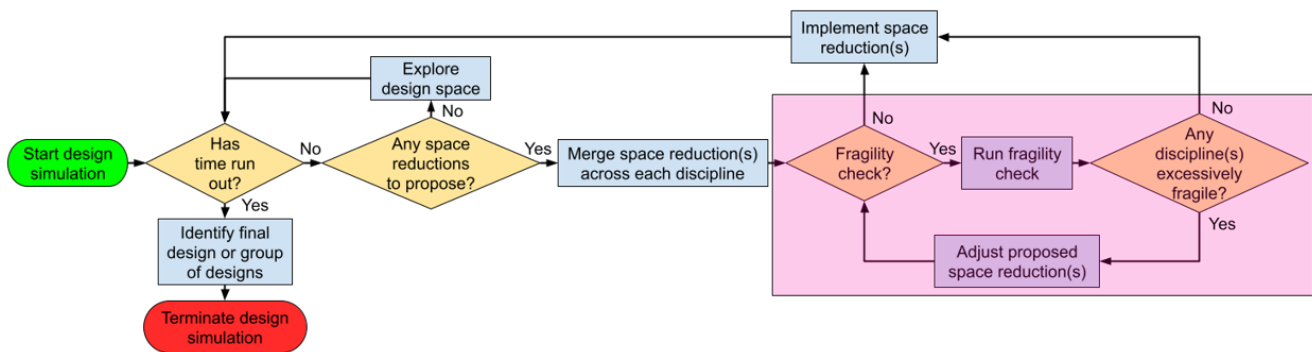 Start design
simulation
Has
time run
out?
No
Yes
Identify final
design or group
of designs
Terminate design
simulation
Explore
design space
No
Any space
reductions
to propose?
Yes
Merge space reduction(s)
across each discipline
Implement space
reduction(s)
No
Fragility
check?
Yes
Run fragility
check
No
Any
discipline(s)
excessively
fragile?
Yes
Adjust proposed
space reduction(s)